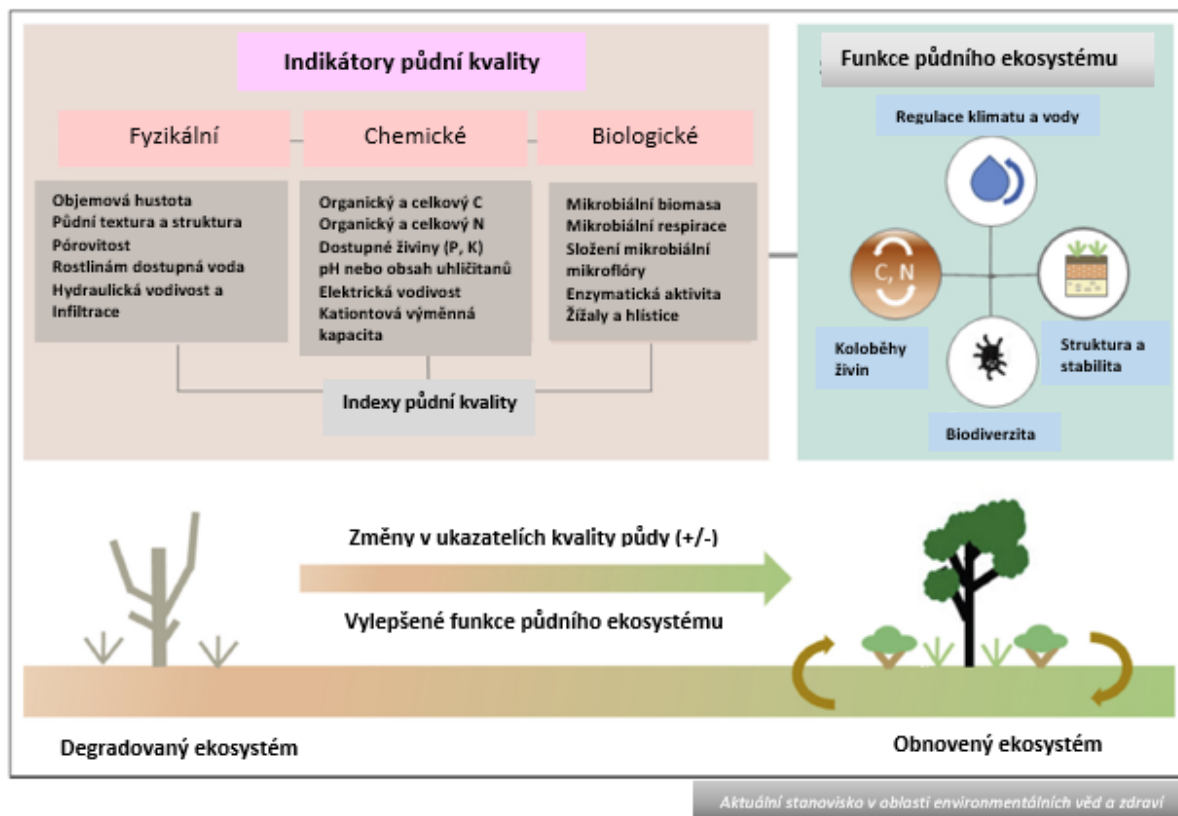 Indikátory půdní kvality
Fyzikální
Chemické
Biologické
Objemová hustota
Půdní textura a struktura
Pórovitost
Rostlinám dostupná voda
Hydraulická vodivost a
Infiltrace
Organický a celkový C
Organický a celkový N
Dostupné živiny (P, K)
pH nebo obsah uhličitanů
Elektrická vodivost
Kationtová výměnná
kapacita
Mikrobiální biomasa
Mikrobiální respirace
Složení mikrobiální
mikroflóry
Enzymatická aktivita
Žížaly a hlístice
Indexy půdní kvality
Funkce půdního ekosystému
Regulace klimatu a vody
C, N
Koloběhy
živin
Struktura a
stabilita
Biodiverzita
Změny v ukazatelích kvality půdy (+/-)
Vylepšené funkce půdního ekosystému
Degradovaný ekosystém
Obnovený ekosystém
Aktuální stanovisko v oblasti environmentálních věd a zdraví